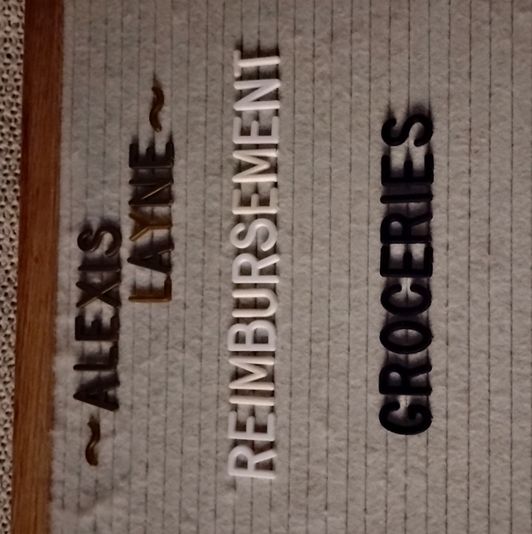 ~ALEXIS
LAYNE~
REIMBURSEMENT
GROCERIES